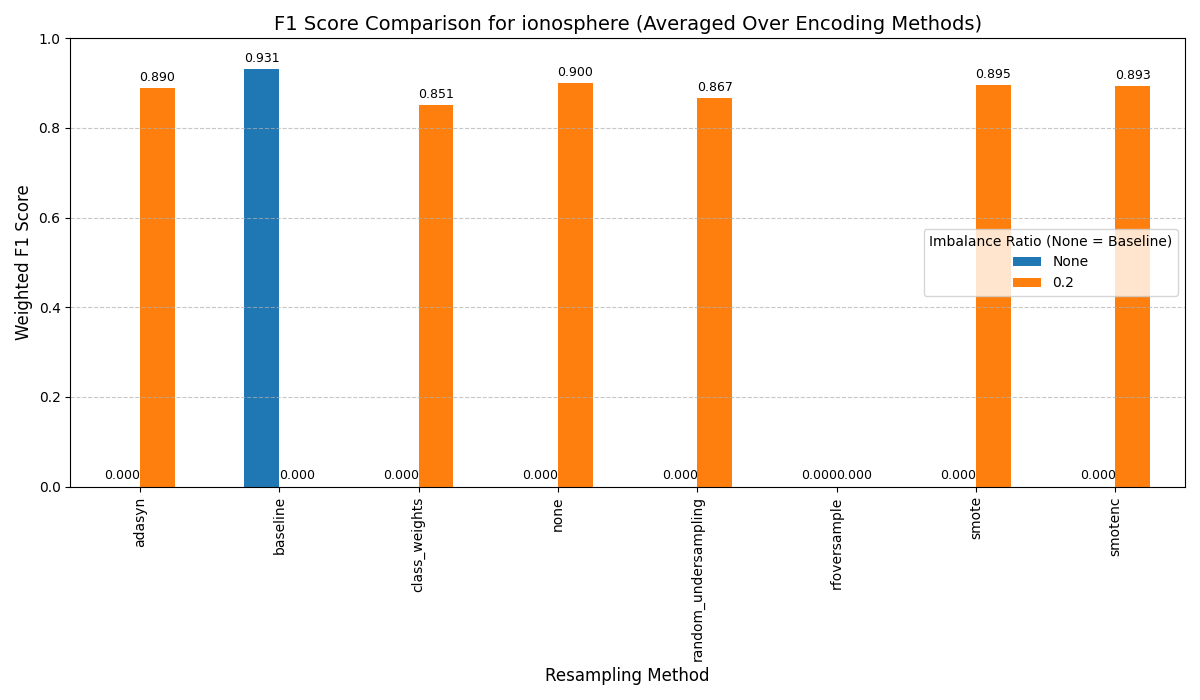 F1 Score Comparison for ionosphere (Averaged Over Encoding Methods)
Weighted F1 Score
1.0
0.8
0.6
0.4
0.2
0.0
0.000 0.890
0.931 0.000
0.000 0.851
0.000 0.900
0.000 0.867
0.000 0.000
0.000 0.895
0.000 0.893
Imbalance Ratio (None = Baseline)
None
0.2
adasyn
baseline
class_weights
none
random_undersampling
rfoversample
smote
smotenc
Resampling Method